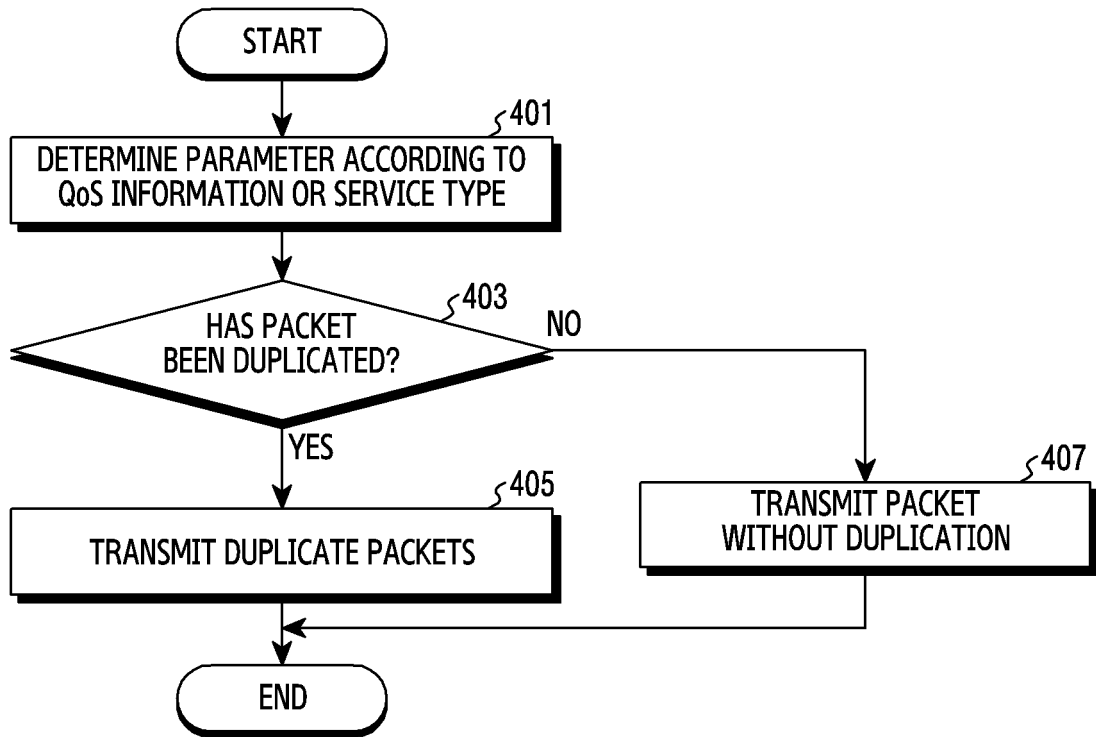 START
401
DETERMINE PARAMETER ACCORDING TO
QoS INFORMATION OR SERVICE TYPE
403
HAS PACKET
BEEN DUPLICATED?
NO
YES
405
TRANSMIT DUPLICATE PACKETS
407
TRANSMIT PACKET
WITHOUT DUPLICATION
END